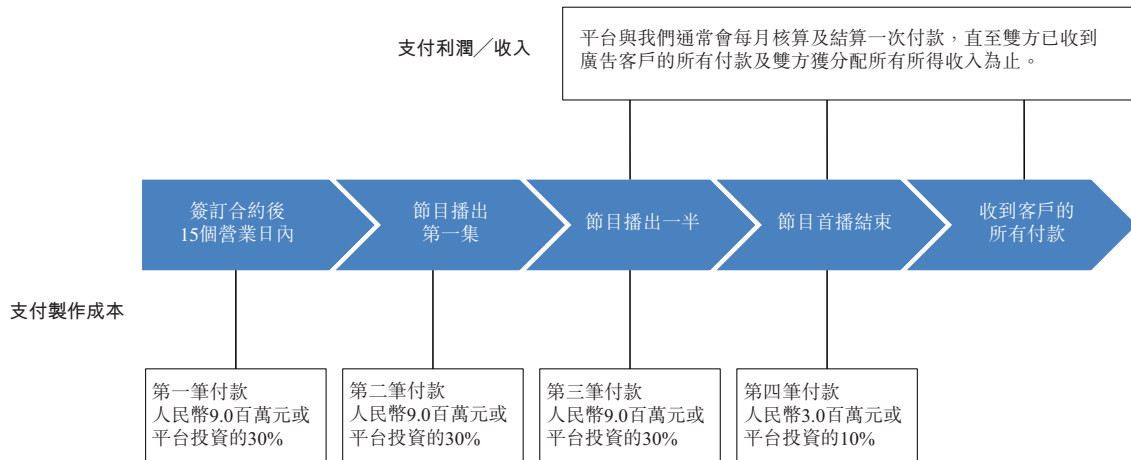 支付利潤／收入
平台與我們通常會每月核算及結算一次付款，直至雙方已收到
廣告客戶的所有付款及雙方獲分配所有所得收入為止。
簽訂合約後
15個營業日內
節目播出
第一集
節目播出一半
節目首播結束
收到客戶的
所有付款
支付製作成本
第一筆付款
人民幣9.0百萬元或
平台投資的30%
第二筆付款
人民幣9.0百萬元或
平台投資的30%
第三筆付款
人民幣9.0百萬元或
平台投資的30%
第四筆付款
人民幣3.0百萬元或
平台投資的10%